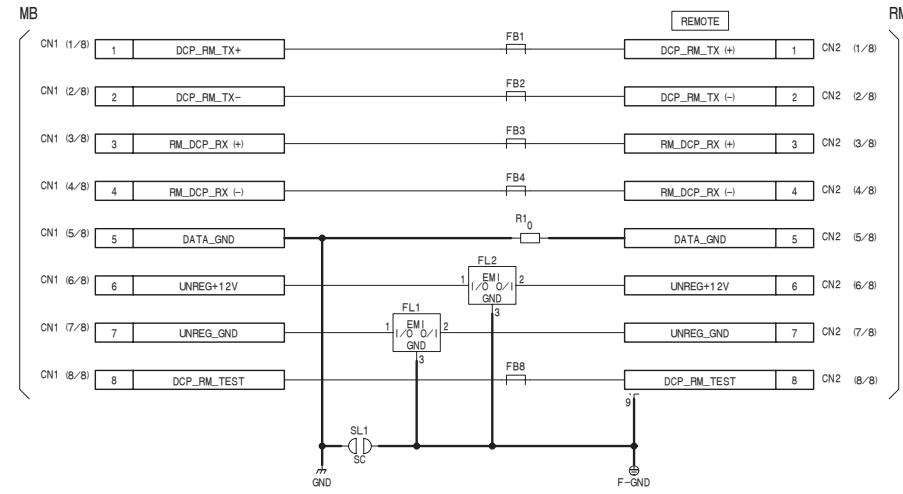 MB
RM
REMOTE
CN1 (1/8) 1 DCP_RM_TX+ FB1 DCP_RM_TX (+) 1 CN2 (1/8)
CN1 (2/8) 2 DCP_RM_TX- FB2 DCP_RM_TX (-) 2 CN2 (2/8)
CN1 (3/8) 3 RM_DCP_RX (+) FB3 RM_DCP_RX (+) 3 CN2 (3/8)
CN1 (4/8) 4 RM_DCP_RX (-) FB4 RM_DCP_RX (-) 4 CN2 (4/8)
CN1 (5/8) 5 DATA_GND R1 0 DATA_GND 5 CN2 (5/8)
FL2
CN1 (6/8) 6 UNREG+12V 1 EMI 2 UNREG+12V 6 CN2 (6/8)
I/O O/I
GND
3
FL1
CN1 (7/8) 7 UNREG_GND 1 EMI 2 UNREG_GND 7 CN2 (7/8)
I/O O/I
GND
3
CN1 (8/8) 8 DCP_RM_TEST FB8 DCP_RM_TEST 8 CN2 (8/8)
9
SL1
SC
GND
F-GND